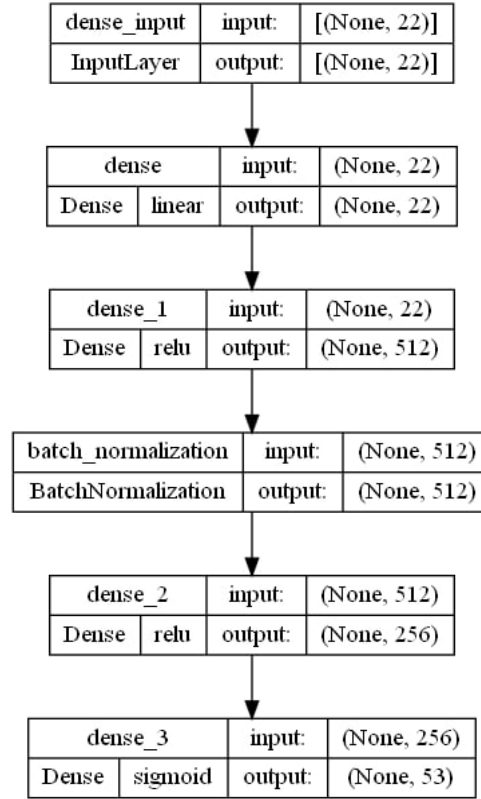 dense_input input: [(None, 22)]
InputLayer output: [(None, 22)]
dense input: (None, 22)
Dense linear output: (None, 22)
dense_1 input: (None, 22)
Dense relu output: (None, 512)
batch_normalization input: (None, 512)
BatchNormalization output: (None, 512)
dense_2 input: (None, 512)
Dense relu output: (None, 256)
dense_3 input: (None, 256)
Dense sigmoid output: (None, 53)